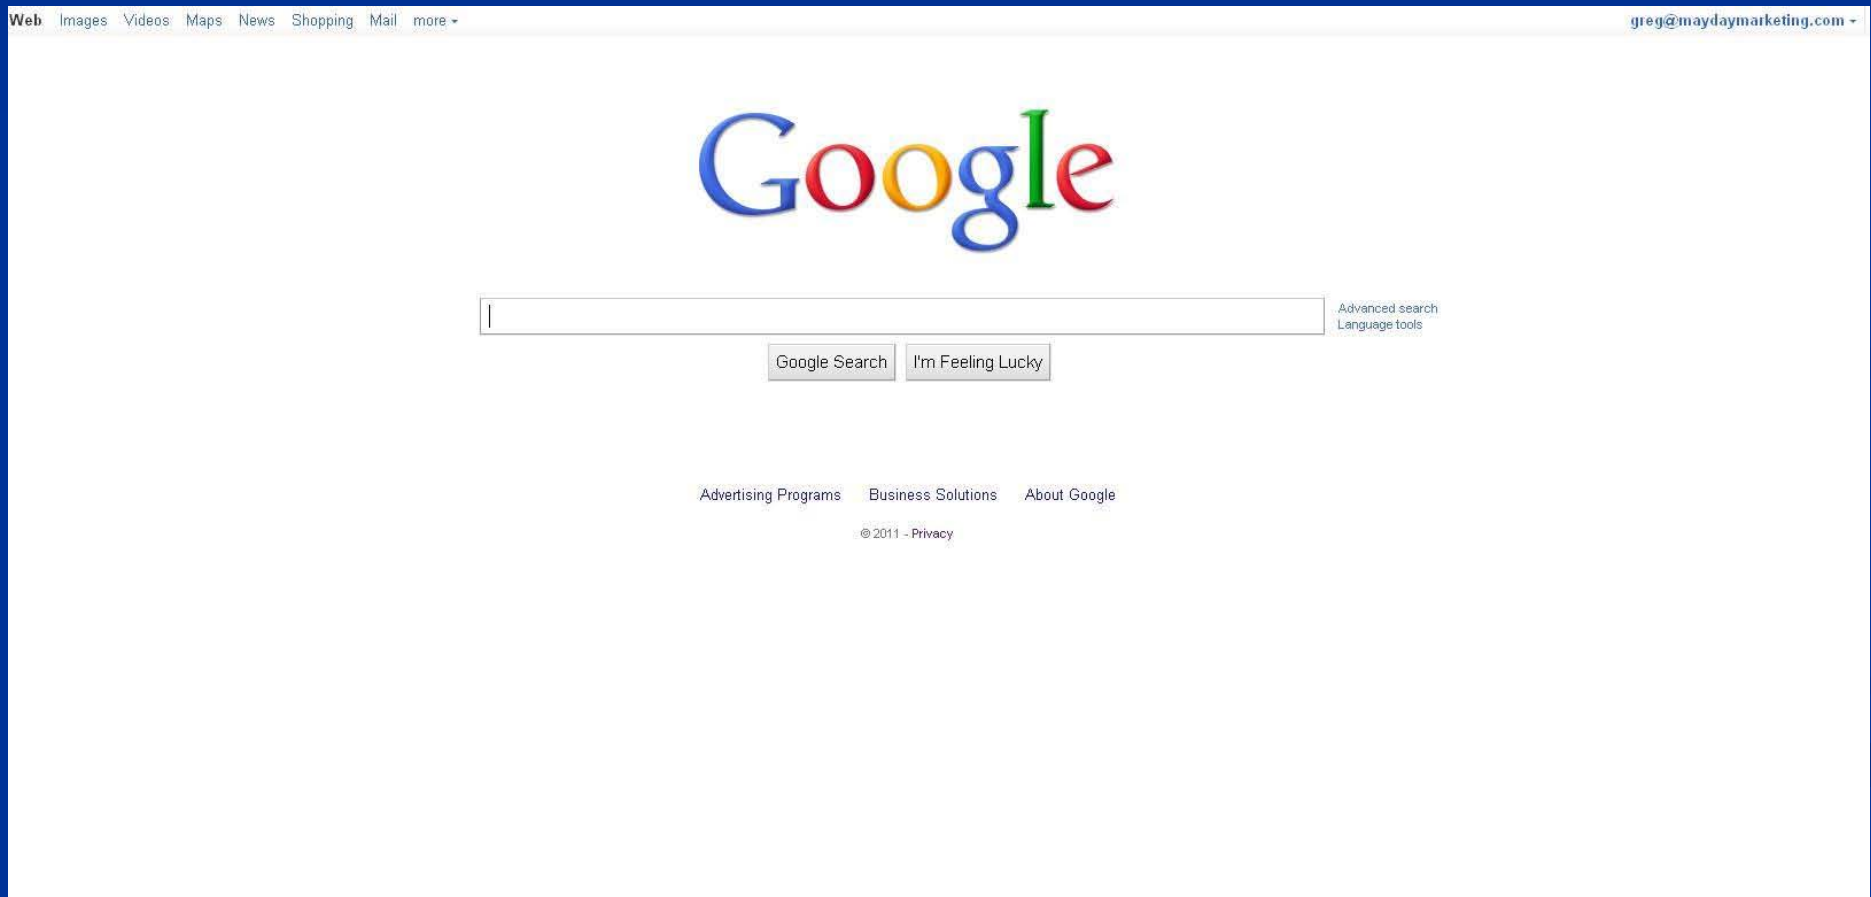 Web Images Videos Maps News Shopping Mail more
greg@maydaymarketing.com
Google
Advanced search
Language tools
Google Search I'm Feeling Lucky
Advertising Programs Business Solutions About Google
© 2011 - Privacy